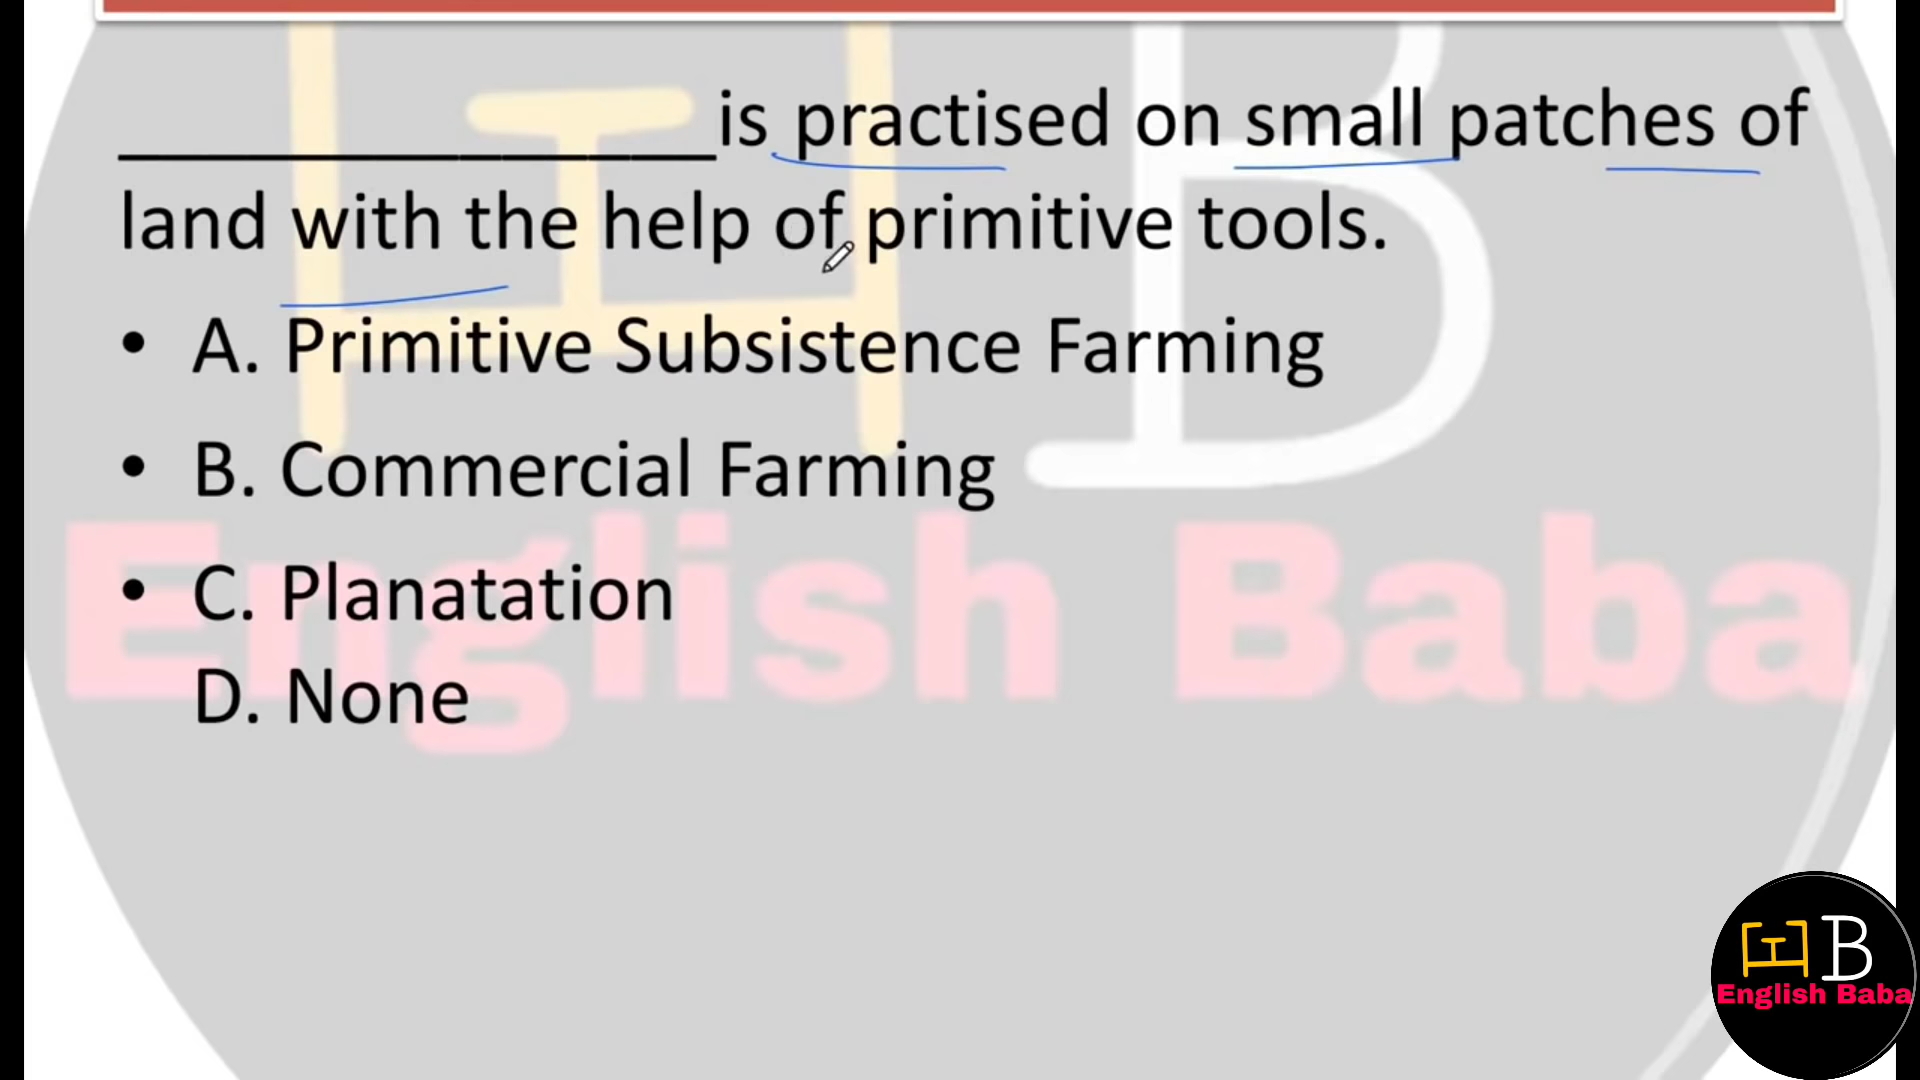 ______________is practised on small patches of
land with the help of primitive tools.
• A. Primitive Subsistence Farming
• B. Commercial Farming
• C. Planatation
D. None
English Baba
B
English Baba